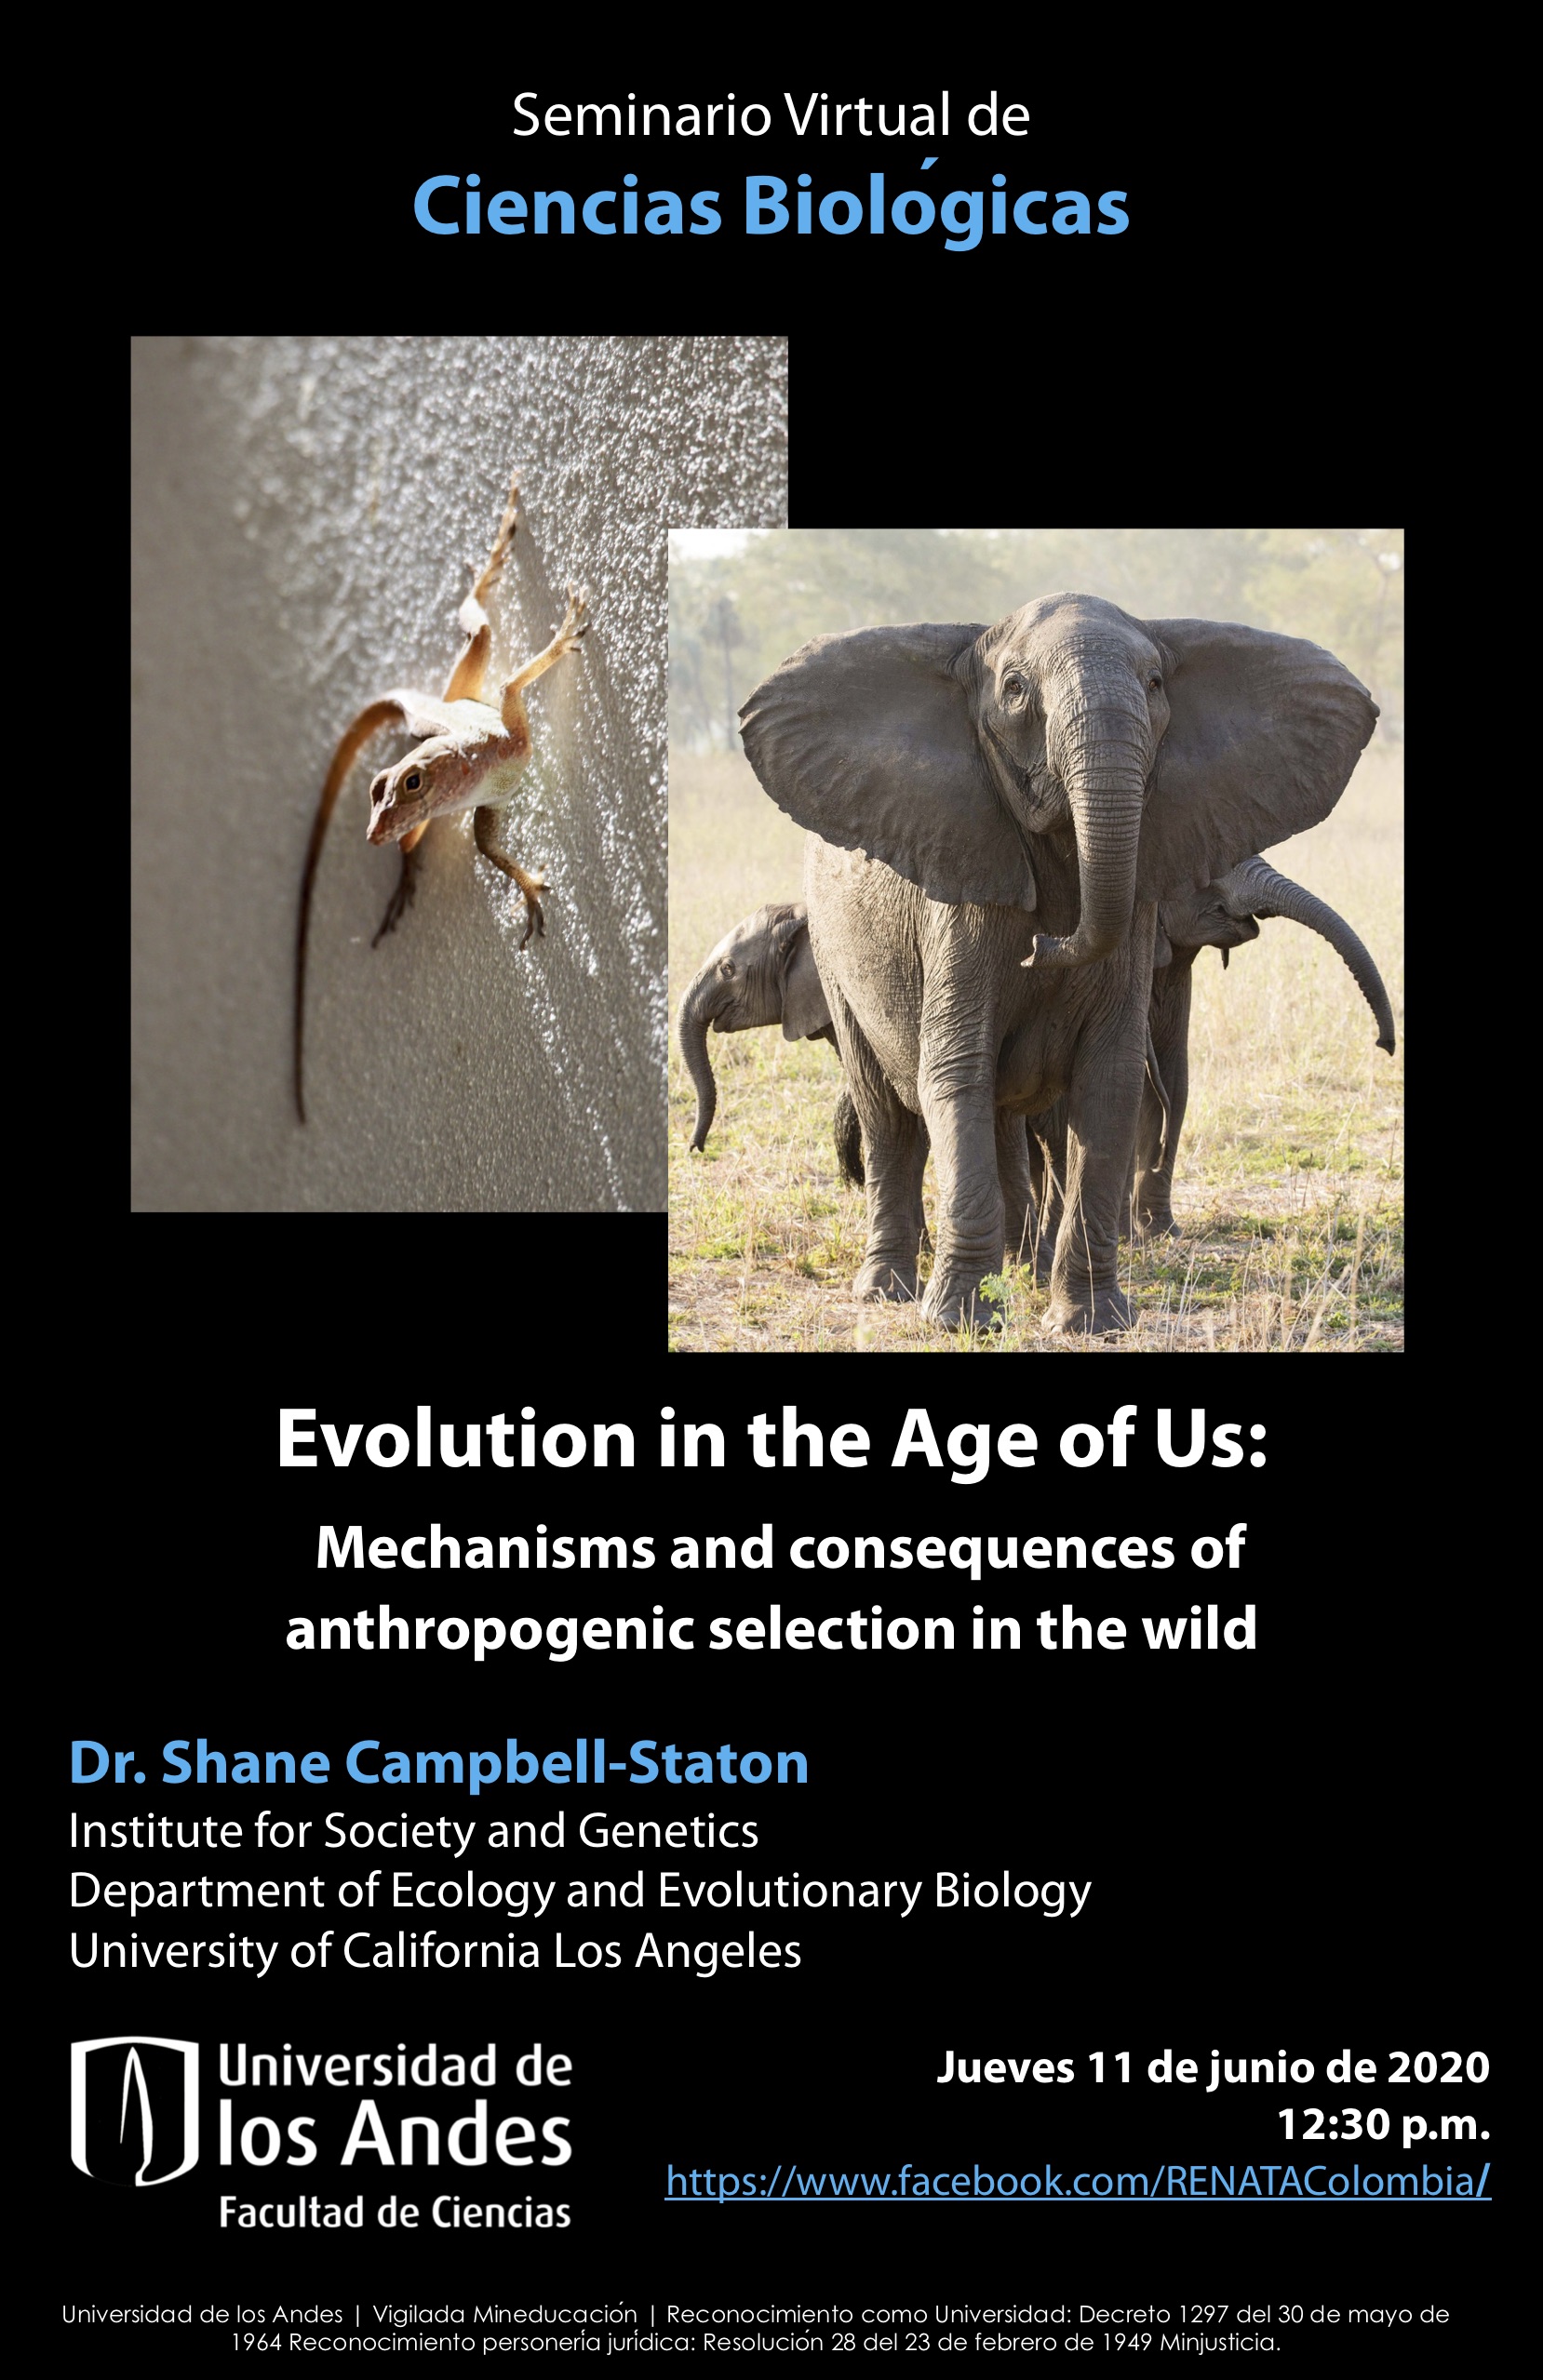 Seminario Virtual de
Ciencias Biológicas
Evolution in the Age of Us:
Mechanisms and consequences of
anthropogenic selection in the wild
Dr. Shane Campbell-Staton
Institute for Society and Genetics
Department of Ecology and Evolutionary Biology
University of California Los Angeles
Universidad de
los Andes
Facultad de Ciencias
Jueves 11 de junio de 2020
12:30 p.m.
https://www.facebook.com/RENATAColombia/
Universidad de los Andes | Vigilada Mineducación | Reconocimiento como Universidad: Decreto 1297 del 30 de mayo de
1964 Reconocimiento personería jurídica: Resolución 28 del 23 de febrero de 1949 Minjusticia.